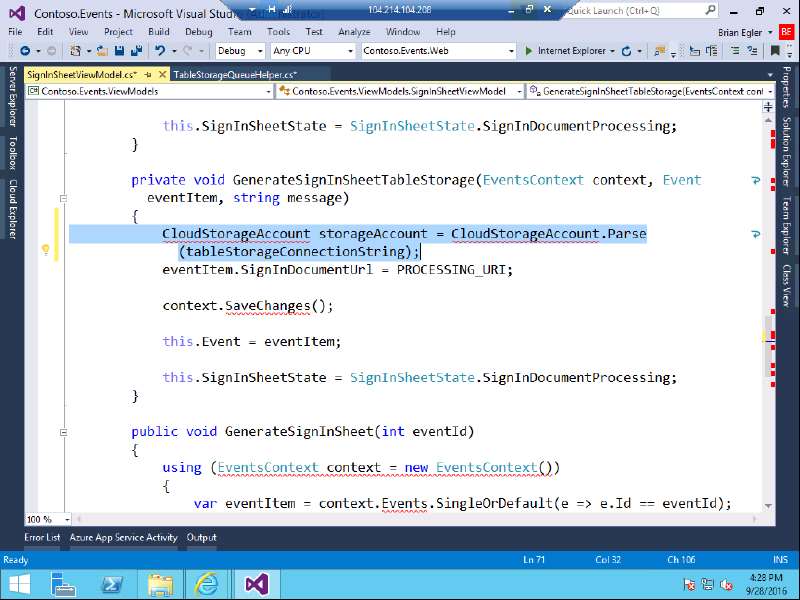 Contoso.Events - Microsoft Visual Stu
104.214.104.208
Quick Launch (Ctrl+Q)
File Edit View Project Build Debug Team Tools Test Analyze Window Help
Brian Egler
BE
Debug Any CPU Contoso.Events.Web Internet Explorer
Server Explorer
Toolbox
Cloud Explorer
SignInSheetViewModel.cs* TableStorageQueueHelper.cs*
Contoso.Events.ViewModels Contoso.Events.ViewModels.SignInSheetViewModel GenerateSignInSheetTableStorage(EventsContext cont
this.SignInSheetState = SignInSheetState.SignInDocumentProcessing;
}
private void GenerateSignInSheetTableStorage(EventsContext context, Event
eventItem, string message)
{
CloudStorageAccount storageAccount = CloudStorageAccount.Parse
(tableStorageConnectionString);
eventItem.SignInDocumentUrl = PROCESSING_URI;
context.SaveChanges();
this.Event = eventItem;
this.SignInSheetState = SignInSheetState.SignInDocumentProcessing;
}
public void GenerateSignInSheet(int eventId)
{
using (EventsContext context = new EventsContext())
{
var eventItem = context.Events.SingleOrDefault(e => e.Id == eventId);
Properties
Solution Explorer
Team Explorer
Class View
100 %
Error List Azure App Service Activity Output
Ready Ln 71 Col 32 Ch 106 INS
4:28 PM
9/28/2016